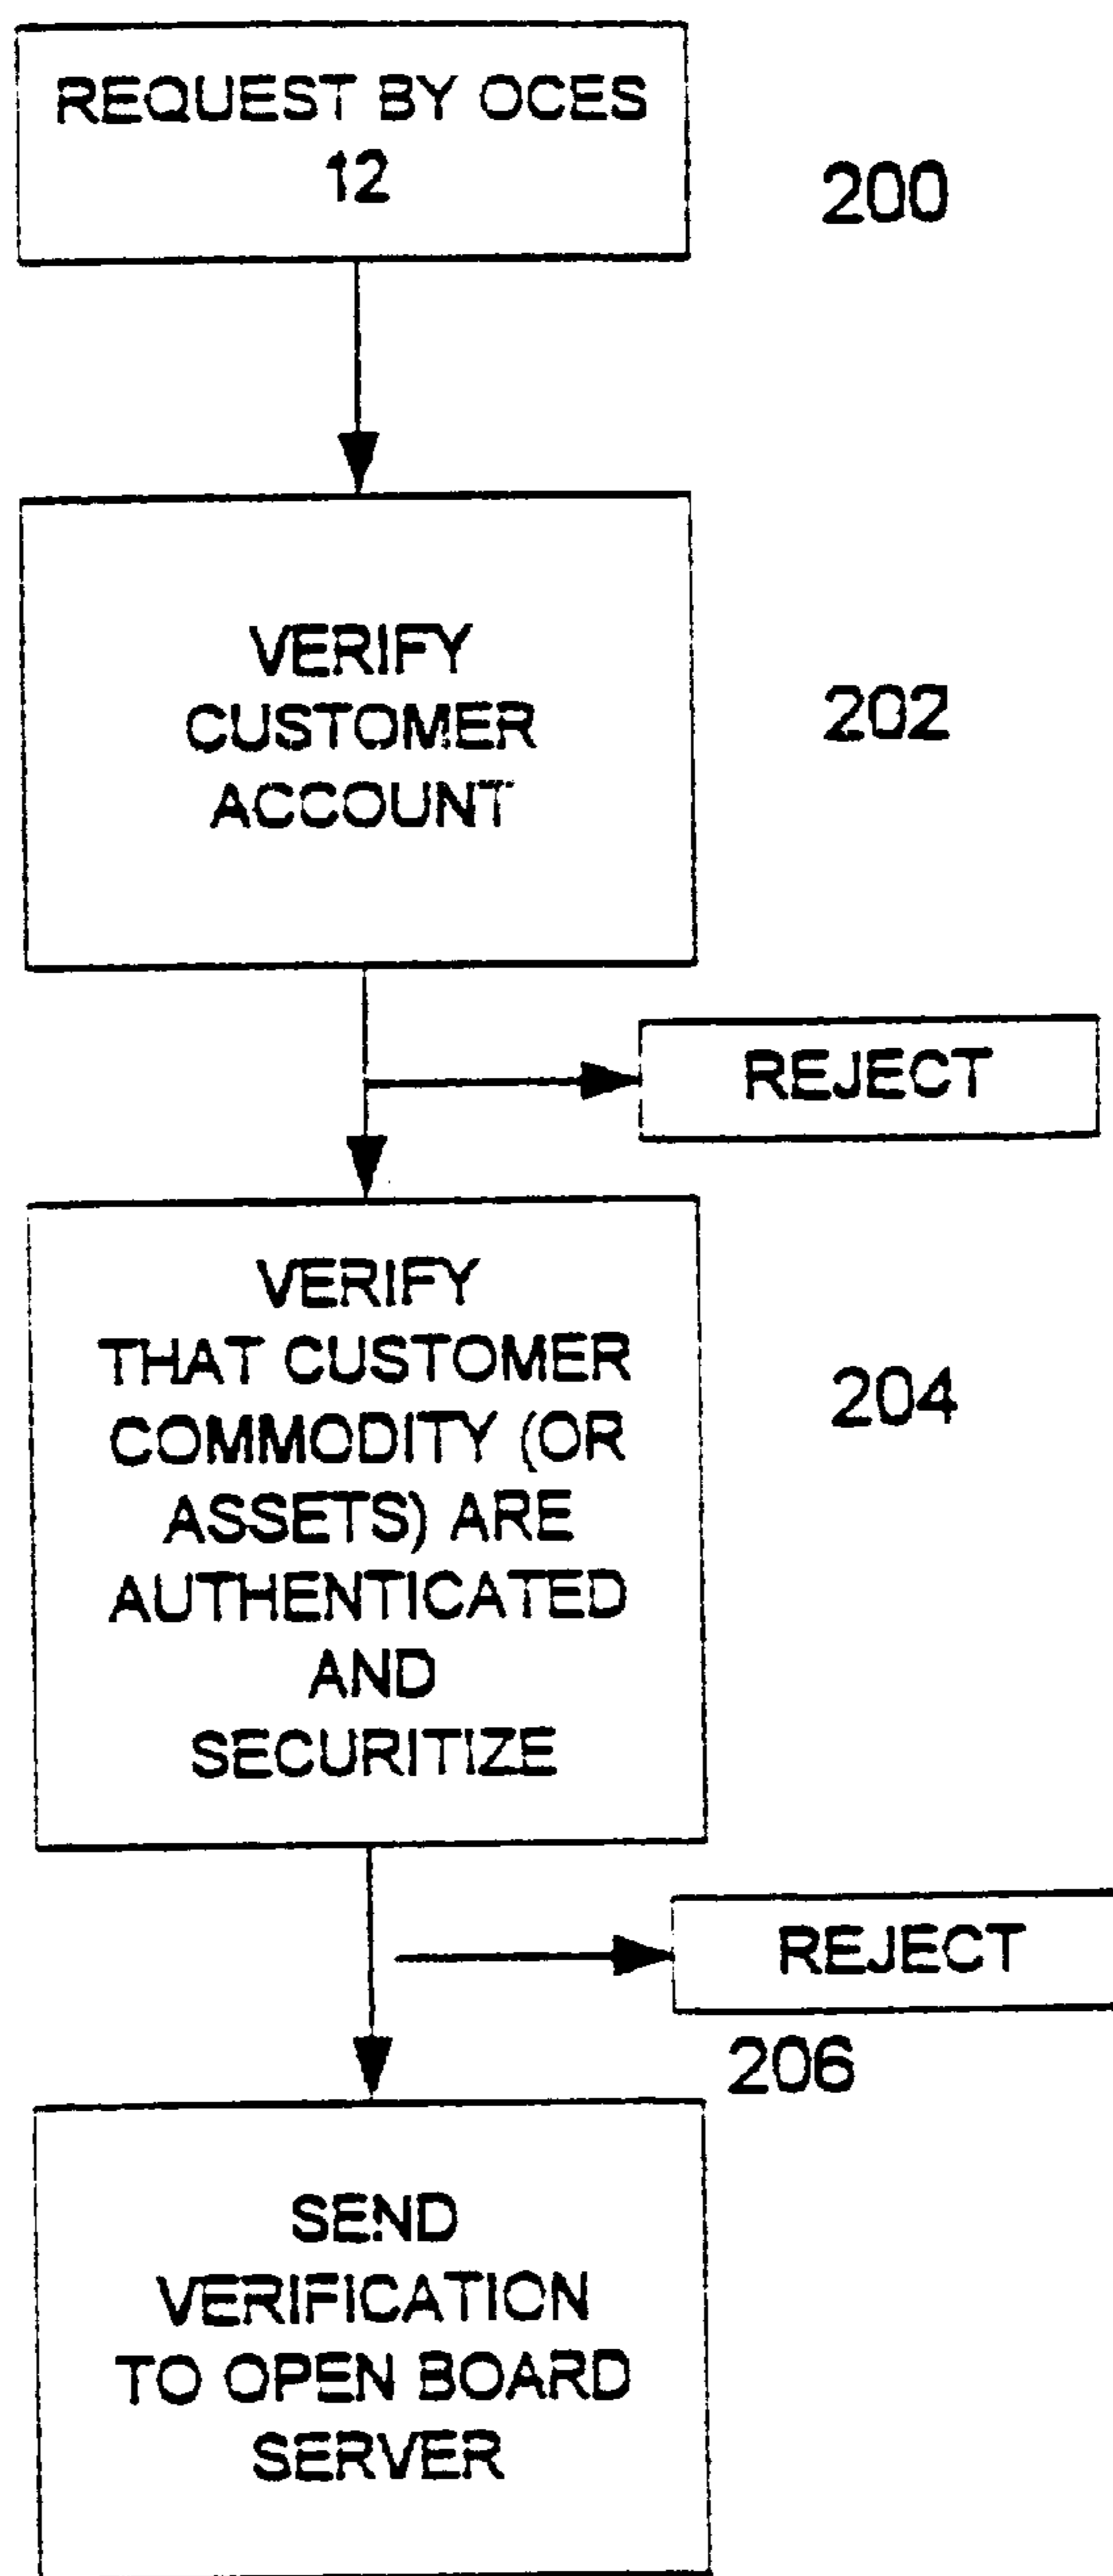 REQUEST BY OCES
12
200
VERIFY
CUSTOMER
ACCOUNT
202
REJECT
VERIFY
THAT CUSTOMER
COMMODITY (OR
ASSETS) ARE
AUTHENTICATED
AND
SECURITIZE
204
REJECT
206
SEND
VERIFICATION
TO OPEN BOARD
SERVER